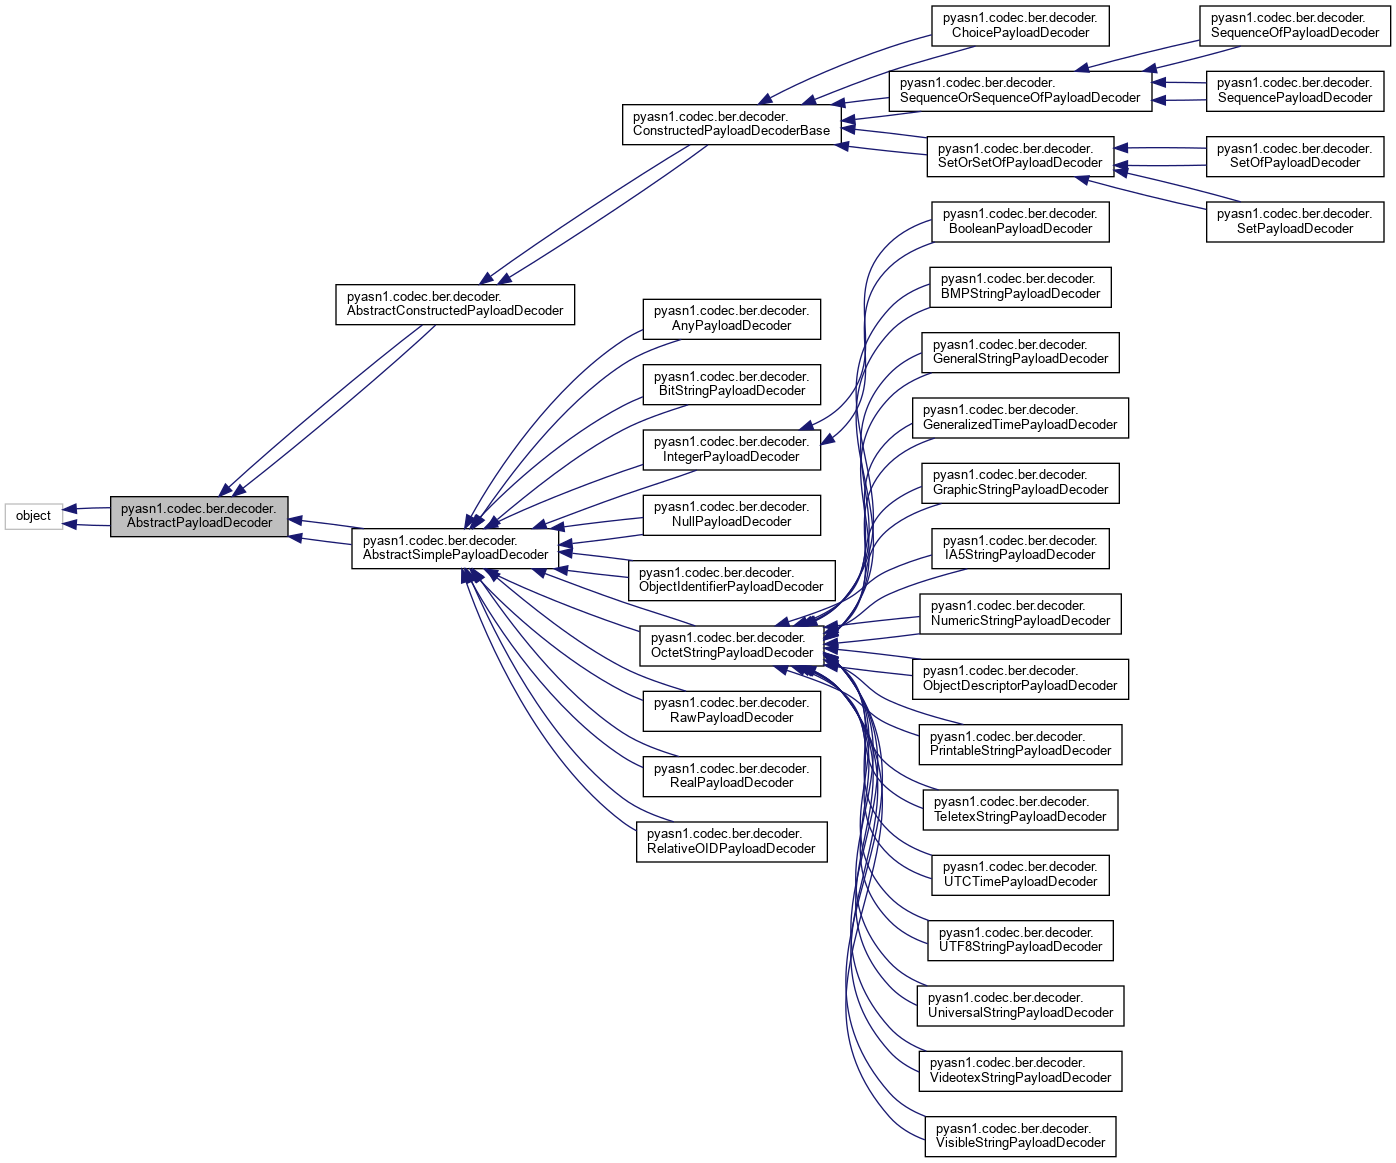 object
pyasn1.codec.ber.decoder.
AbstractPayloadDecoder
pyasn1.codec.ber.decoder.
AbstractConstructedPayloadDecoder
pyasn1.codec.ber.decoder.
AbstractSimplePayloadDecoder
pyasn1.codec.ber.decoder.
ConstructedPayloadDecoderBase
pyasn1.codec.ber.decoder.
AnyPayloadDecoder
pyasn1.codec.ber.decoder.
BitStringPayloadDecoder
pyasn1.codec.ber.decoder.
IntegerPayloadDecoder
pyasn1.codec.ber.decoder.
NullPayloadDecoder
pyasn1.codec.ber.decoder.
ObjectIdentifierPayloadDecoder
pyasn1.codec.ber.decoder.
OctetStringPayloadDecoder
pyasn1.codec.ber.decoder.
RawPayloadDecoder
pyasn1.codec.ber.decoder.
RealPayloadDecoder
pyasn1.codec.ber.decoder.
RelativeOIDPayloadDecoder
pyasn1.codec.ber.decoder.
ChoicePayloadDecoder
pyasn1.codec.ber.decoder.
SequenceOrSequenceOfPayloadDecoder
pyasn1.codec.ber.decoder.
SetOrSetOfPayloadDecoder
pyasn1.codec.ber.decoder.
BooleanPayloadDecoder
pyasn1.codec.ber.decoder.
BMPStringPayloadDecoder
pyasn1.codec.ber.decoder.
GeneralStringPayloadDecoder
pyasn1.codec.ber.decoder.
GeneralizedTimePayloadDecoder
pyasn1.codec.ber.decoder.
GraphicStringPayloadDecoder
pyasn1.codec.ber.decoder.
IA5StringPayloadDecoder
pyasn1.codec.ber.decoder.
NumericStringPayloadDecoder
pyasn1.codec.ber.decoder.
ObjectDescriptorPayloadDecoder
pyasn1.codec.ber.decoder.
PrintableStringPayloadDecoder
pyasn1.codec.ber.decoder.
TeletexStringPayloadDecoder
pyasn1.codec.ber.decoder.
UTCTimePayloadDecoder
pyasn1.codec.ber.decoder.
UTF8StringPayloadDecoder
pyasn1.codec.ber.decoder.
UniversalStringPayloadDecoder
pyasn1.codec.ber.decoder.
VideotexStringPayloadDecoder
pyasn1.codec.ber.decoder.
VisibleStringPayloadDecoder
pyasn1.codec.ber.decoder.
SequenceOfPayloadDecoder
pyasn1.codec.ber.decoder.
SequencePayloadDecoder
pyasn1.codec.ber.decoder.
SetOfPayloadDecoder
pyasn1.codec.ber.decoder.
SetPayloadDecoder